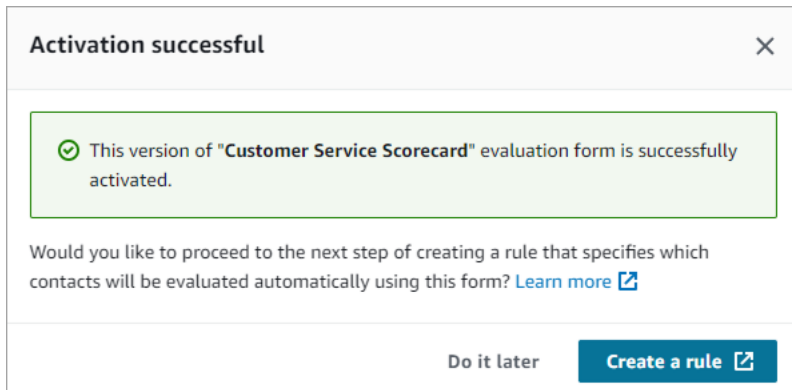 Activation successful
This version of "Customer Service Scorecard" evaluation form is successfully
activated.
Would you like to proceed to the next step of creating a rule that specifies which
contacts will be evaluated automatically using this form? Learn more
Do it later
Create a rule